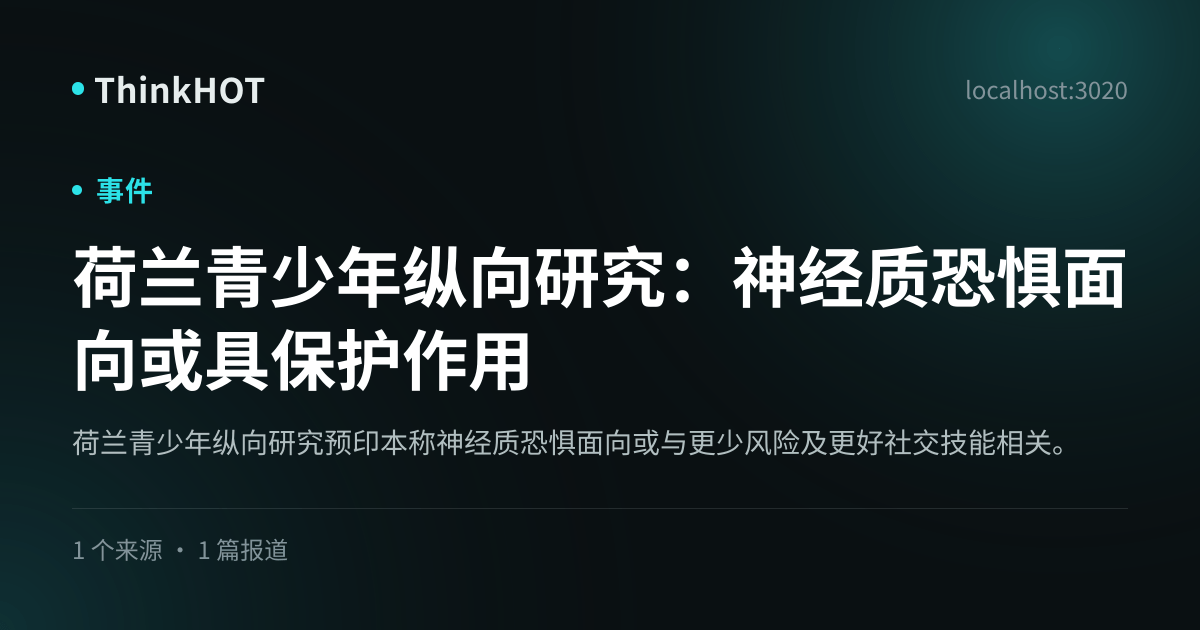 ThinkHOT
localhost:3020
事件
荷兰青少年纵向研究：神经质恐惧面
向或具保护作用
荷兰青少年纵向研究预印本称神经质恐惧面向或与更少风险及更好社交技能相关。
1 个来源 · 1 篇报道